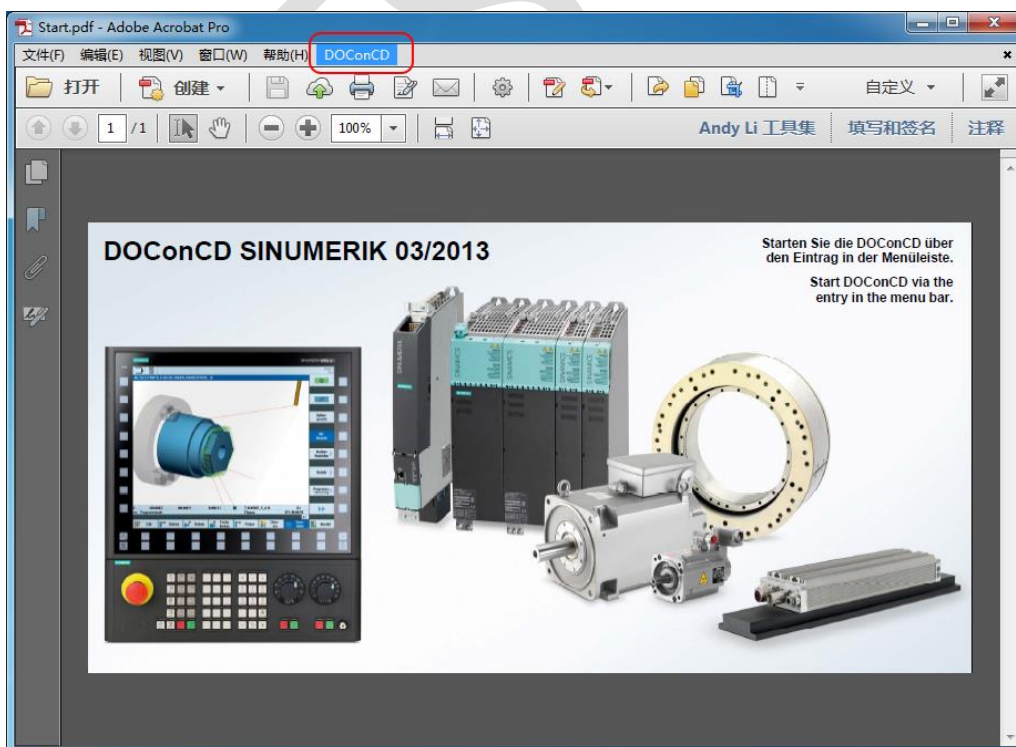 Start.pdf - Adobe Acrobat Pro
文件(F) 编辑(E) 视图(V) 窗口(W) 帮助(H) DOConCD
打开 创建 自定义
1 /1 100% Andy Li 工具集 填写和签名 注释
DOConCD SINUMERIK 03/2013
Starten Sie die DOConCD über
den Eintrag in der Menüleiste.
Start DOConCD via the
entry in the menu bar.